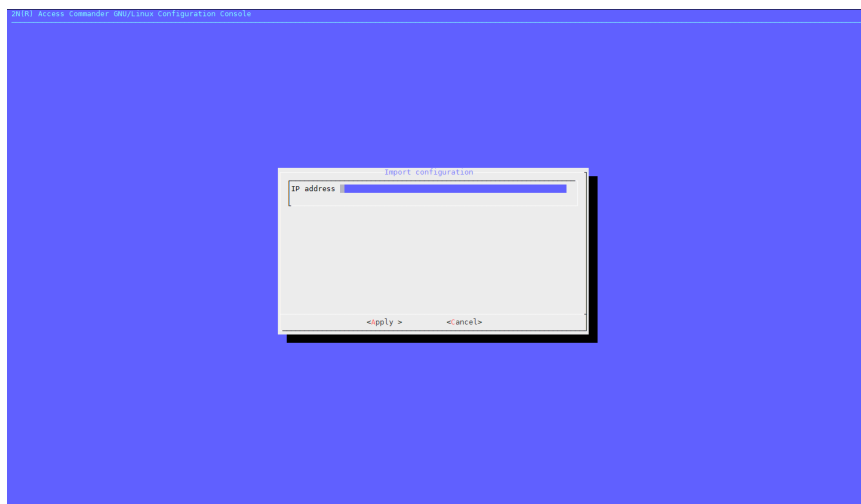 2N(R) Access Commander GNU/Linux Configuration Console
Import configuration
IP address
<Apply > <Cancel>